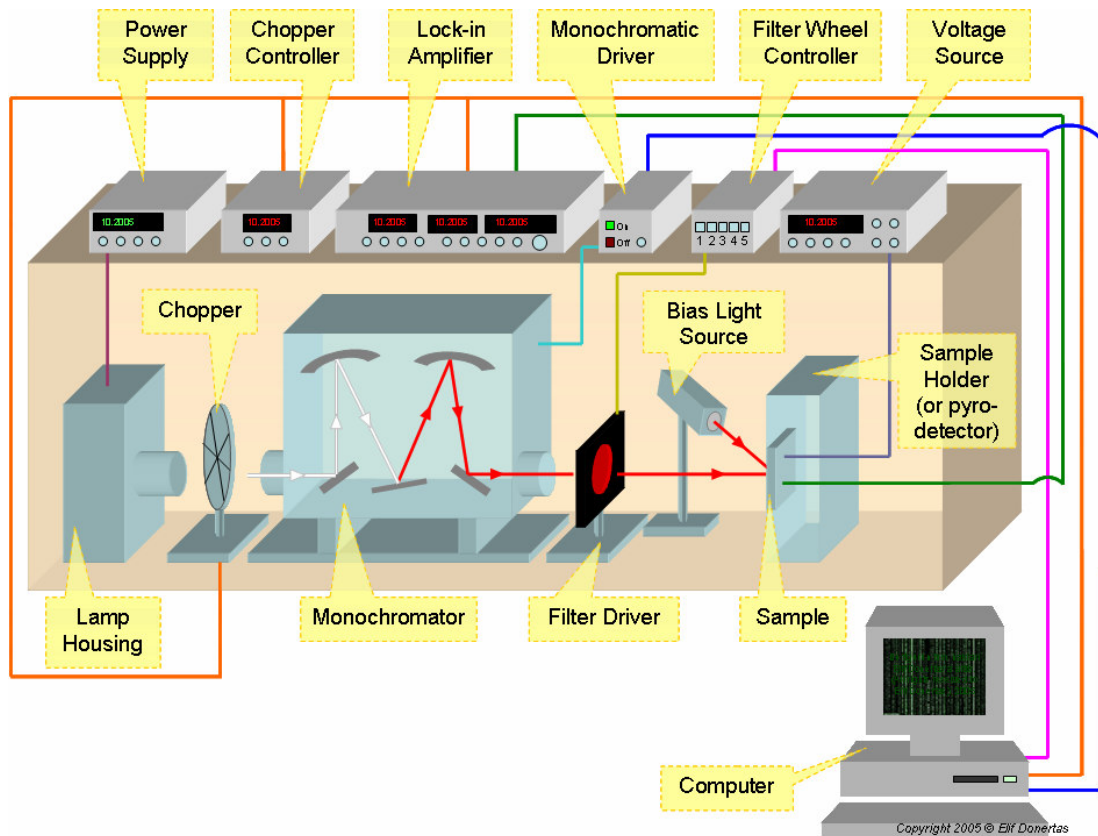 Power
Supply
Chopper
Controller
Lock-in
Amplifier
Monochromatic
Driver
Filter Wheel
Controller
Voltage
Source
10.2005
10.2005
10.2005
10.2005
10.2005
On
Off
1 2 3 4 5
10.2005
Chopper
Bias Light
Source
Sample
Holder
(or pyro-
detector)
Lamp
Housing
Monochromator
Filter Driver
Sample
Computer
Copyright 2005 © Elif Donertas